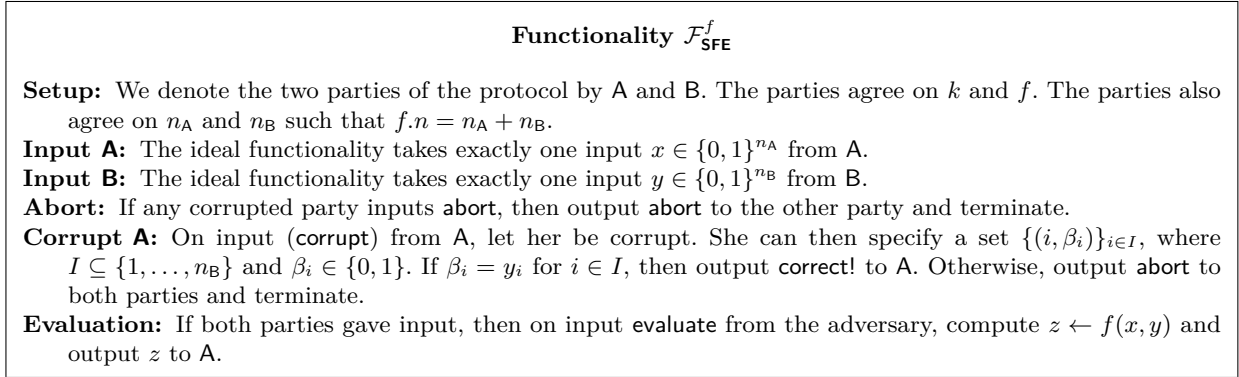 Functionality $\mathcal{F}^{f}_{\mathsf{SFE}}$
Setup: We denote the two parties of the protocol by A and B. The parties agree on $k$ and $f$. The parties also
agree on $n_{\mathsf{A}}$ and $n_{\mathsf{B}}$ such that $f.n = n_{\mathsf{A}} + n_{\mathsf{B}}$.
Input A: The ideal functionality takes exactly one input $x \in \{0, 1\}^{n_{\mathsf{A}}}$ from A.
Input B: The ideal functionality takes exactly one input $y \in \{0, 1\}^{n_{\mathsf{B}}}$ from B.
Abort: If any corrupted party inputs abort, then output abort to the other party and terminate.
Corrupt A: On input (corrupt) from A, let her be corrupt. She can then specify a set $\{(i, \beta_i)\}_{i \in I}$, where
$I \subseteq \{1, \ldots, n_{\mathsf{B}}\}$ and $\beta_i \in \{0, 1\}$. If $\beta_i = y_i$ for $i \in I$, then output correct! to A. Otherwise, output abort to
both parties and terminate.
Evaluation: If both parties gave input, then on input evaluate from the adversary, compute $z \leftarrow f(x, y)$ and
output $z$ to A.